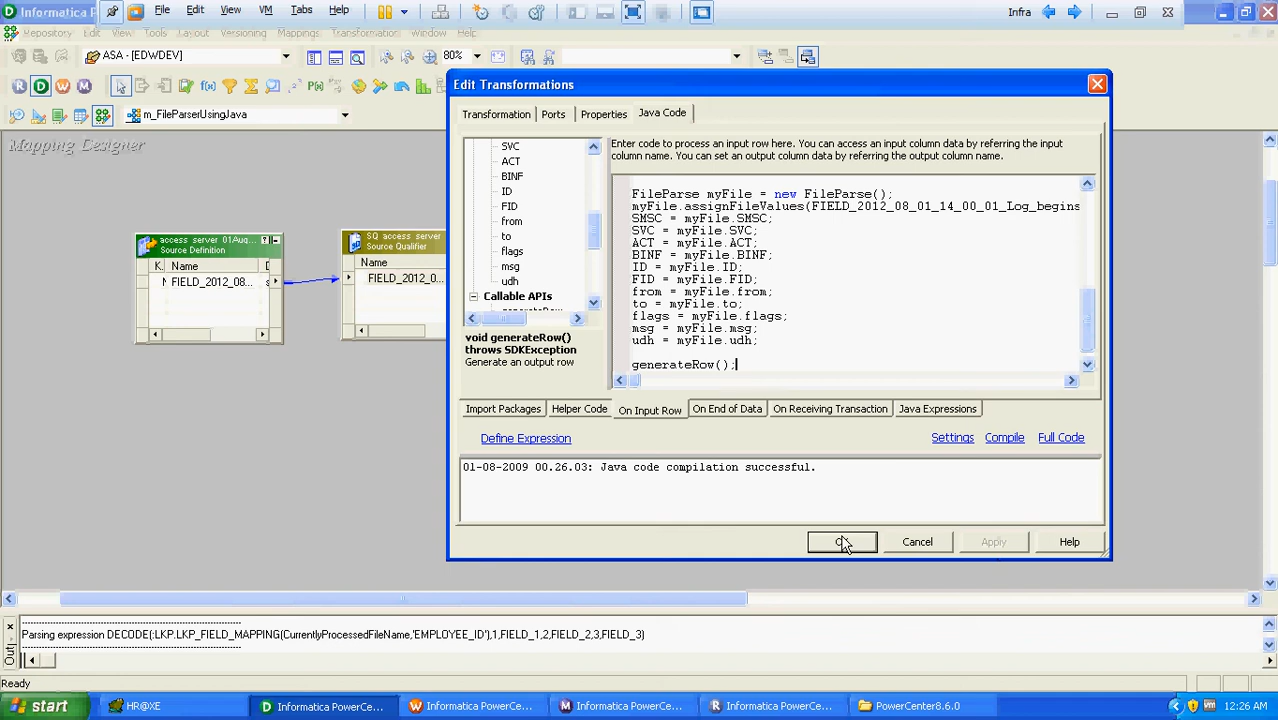 Informatica P File Edit View VM Tabs Help Infra
Repository Edit View Tools Layout Versioning Mappings Transformation Window Help
ASA - [EDWDEV] 80%
m_FileParserUsingJava
Mapping Designer
access server 01Aug...
Source Definition
K. Name
FIELD_2012_08...
SQ access server
Source Qualifier
Name
FIELD_2012_0...
Edit Transformations
Transformation Ports Properties Java Code
SVC
ACT
BINF
ID
FID
from
to
flags
msg
udh
Callable APIs
void generateRow()
throws SDKException
Generate an output row
Enter code to process an input row here. You can access an input column data by referring the input
column name. You can set an output column data by referring the output column name.
FileParse myFile = new FileParse();
myFile.assignFileValues(FIELD_2012_08_01_14_00_01_Log_begins
SMSC = myFile.SMSC;
SVC = myFile.SVC;
ACT = myFile.ACT;
BINF = myFile.BINF;
ID = myFile.ID;
FID = myFile.FID;
from = myFile.from;
to = myFile.to;
flags = myFile.flags;
msg = myFile.msg;
udh = myFile.udh;
generateRow();
Import Packages Helper Code On Input Row On End of Data On Receiving Transaction Java Expressions
Define Expression Settings Compile Full Code
01-08-2009 00.26.03: Java code compilation successful.
Cancel Apply Help
Parsing expression DECODE(:LKP.LKP_FIELD_MAPPING(CurrentlyProcessedFileName,'EMPLOYEE_ID'),1,FIELD_1,2,FIELD_2,3,FIELD_3)
Ready
start HR@XE Informatica PowerCe... Informatica PowerCe... Informatica PowerCe... Informatica PowerCe... PowerCenter8.6.0 12:26 AM